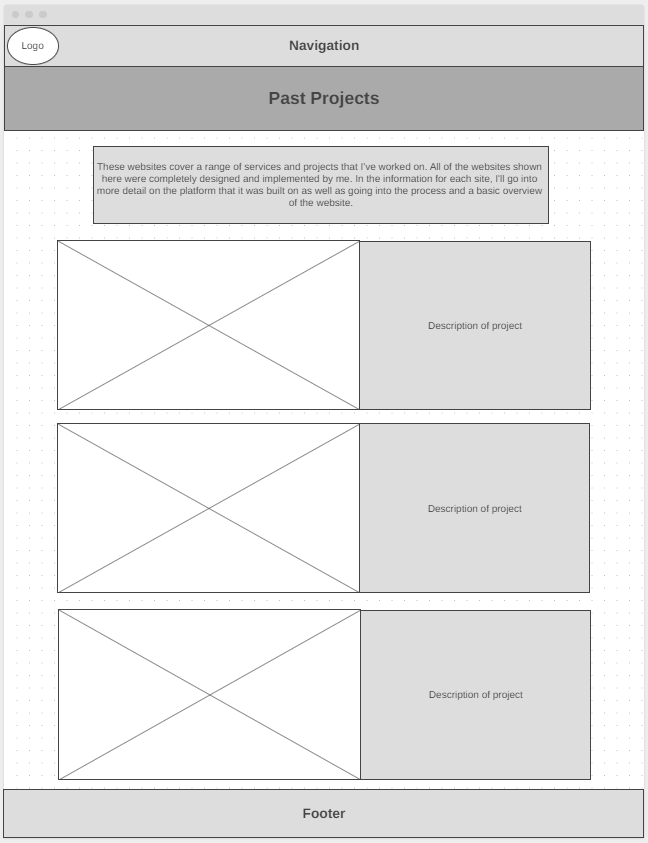 Logo
Navigation
Past Projects
These websites cover a range of services and projects that I've worked on. All of the websites shown
here were completely designed and implemented by me. In the information for each site, I'll go into
more detail on the platform that it was built on as well as going into the process and a basic overview
of the website.
Description of project
Description of project
Description of project
Footer